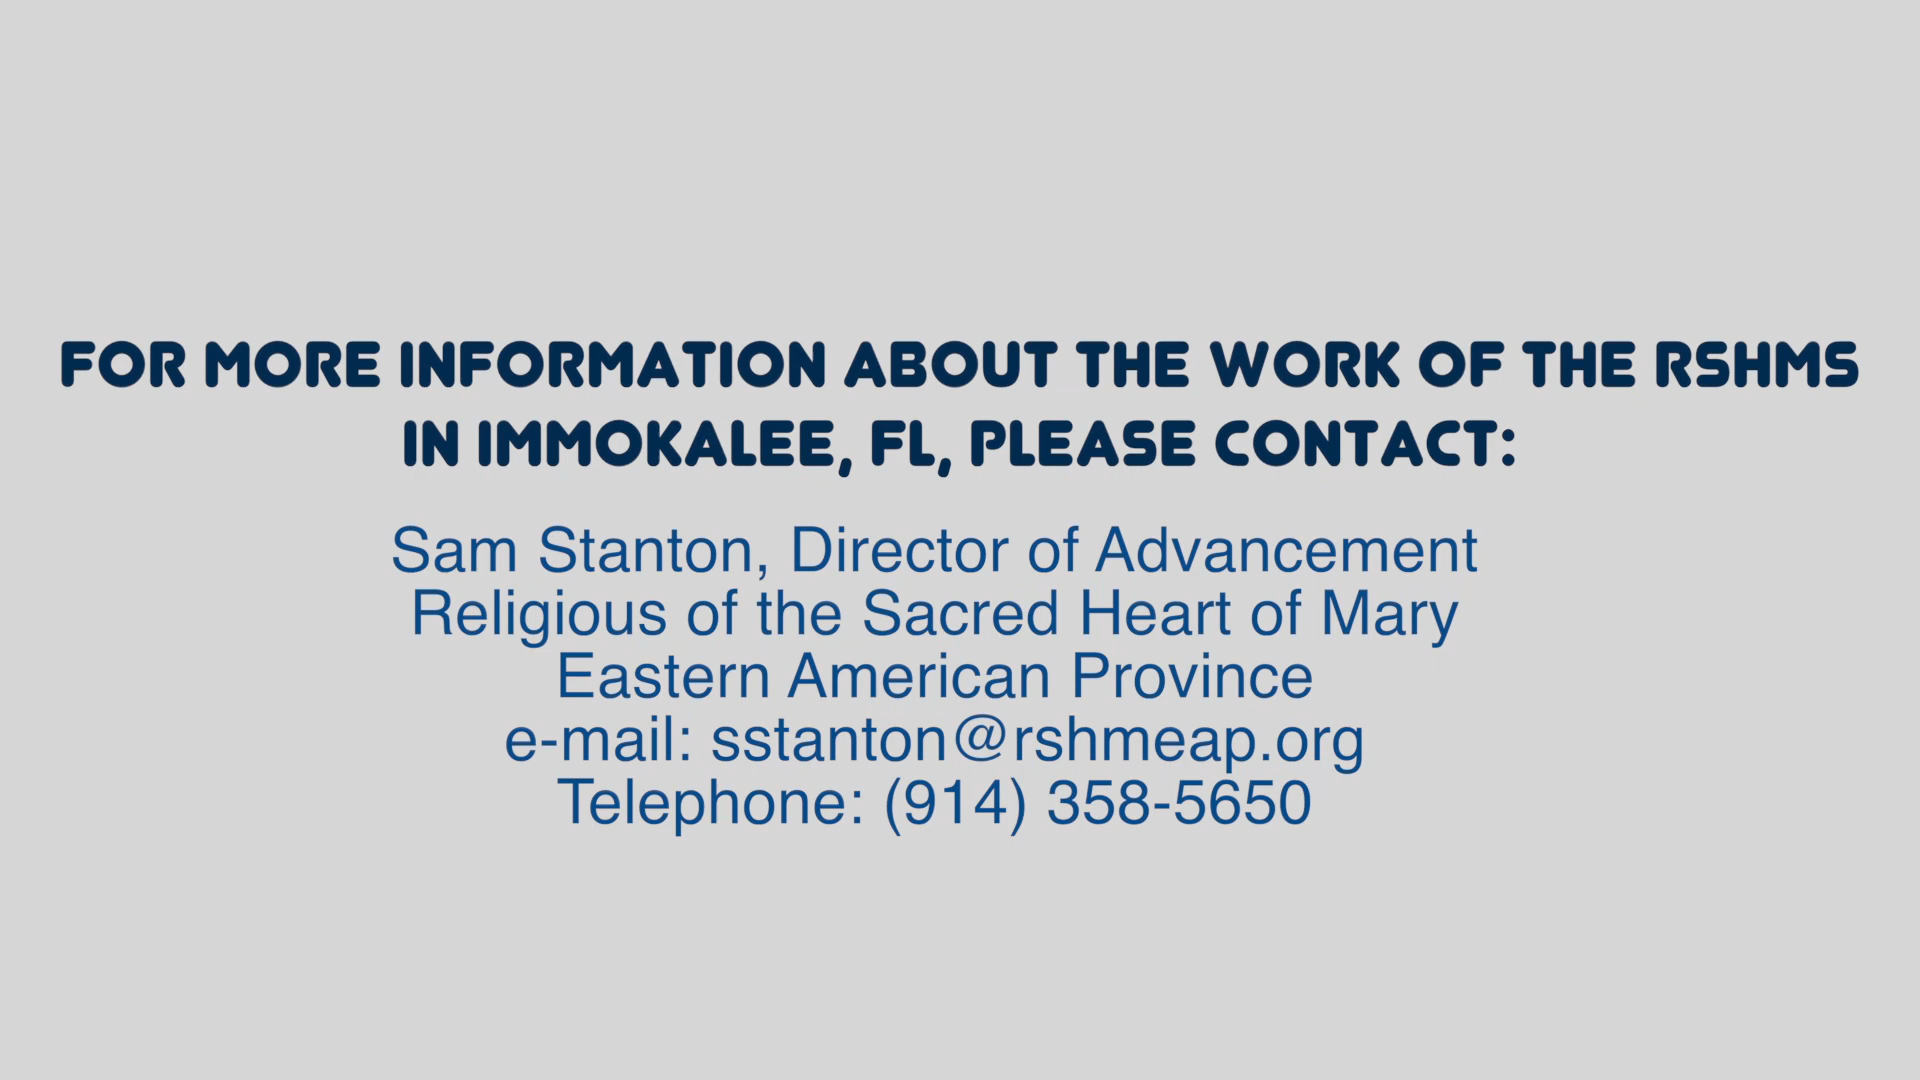 FOR MORE INFORMATION ABOUT THE WORK OF THE RSHMS
IN IMMOKALEE, FL, PLEASE CONTACT:
Sam Stanton, Director of Advancement
Religious of the Sacred Heart of Mary
Eastern American Province
e-mail: sstanton@rshmeap.org
Telephone: (914) 358-5650